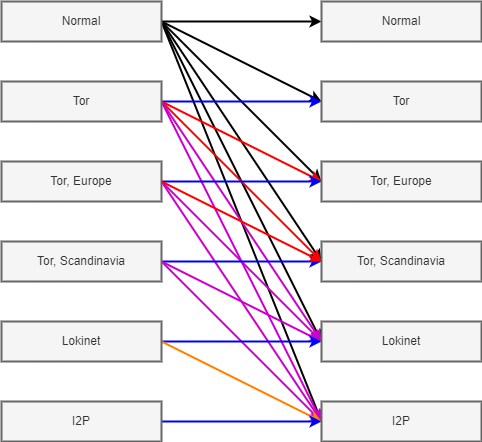 Normal
Normal
Tor
Tor
Tor, Europe
Tor, Europe
Tor, Scandinavia
Tor, Scandinavia
Lokinet
Lokinet
I2P
I2P